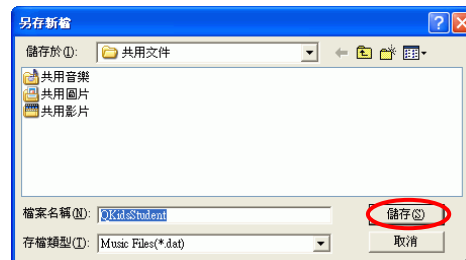 另存新檔
儲存於(I): 共用文件
共用音樂
共用圖片
共用影片
檔案名稱(N): QKidsStudent 儲存(S)
存檔類型(T): Music Files(*.dat) 取消